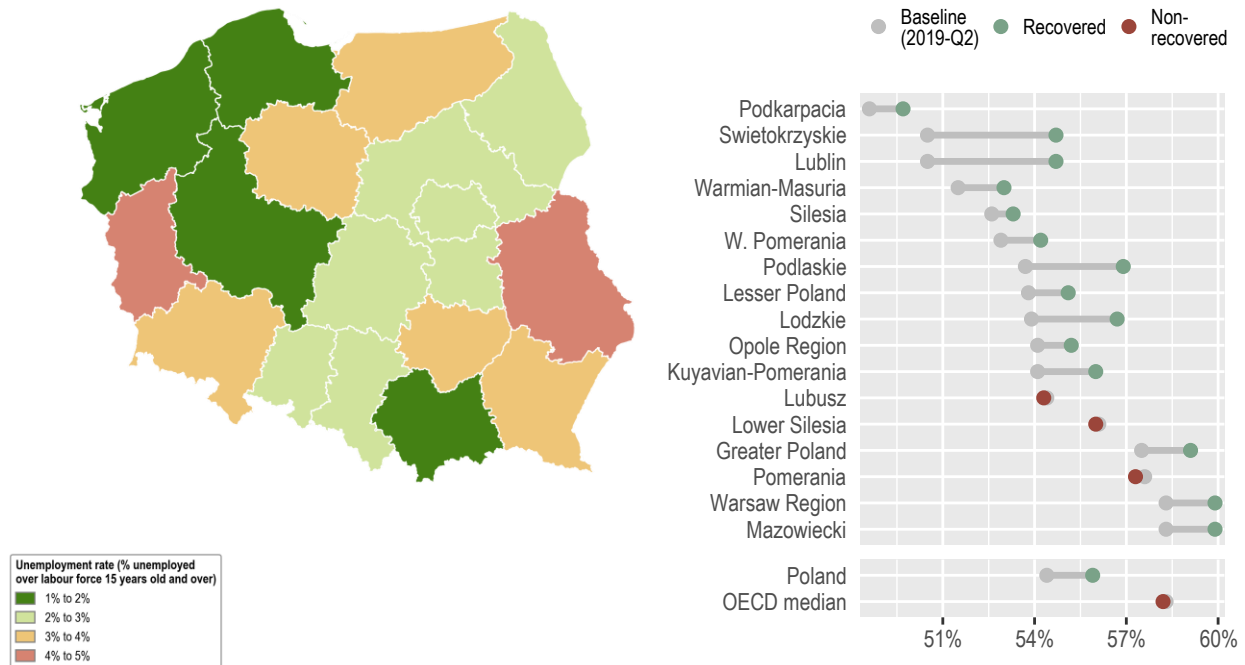 Baseline
(2019-Q2)
Recovered
Non-
recovered
Podkarpacia
Swietokrzyskie
Lublin
Warmian-Masuria
Silesia
W. Pomerania
Podlaskie
Lesser Poland
Lodzkie
Opole Region
Kuyavian-Pomerania
Lubusz
Lower Silesia
Greater Poland
Pomerania
Warsaw Region
Mazowiecki
Poland
OECD median
51% 54% 57% 60%
Unemployment rate (% unemployed
over labour force 15 years old and over)
1% to 2%
2% to 3%
3% to 4%
4% to 5%